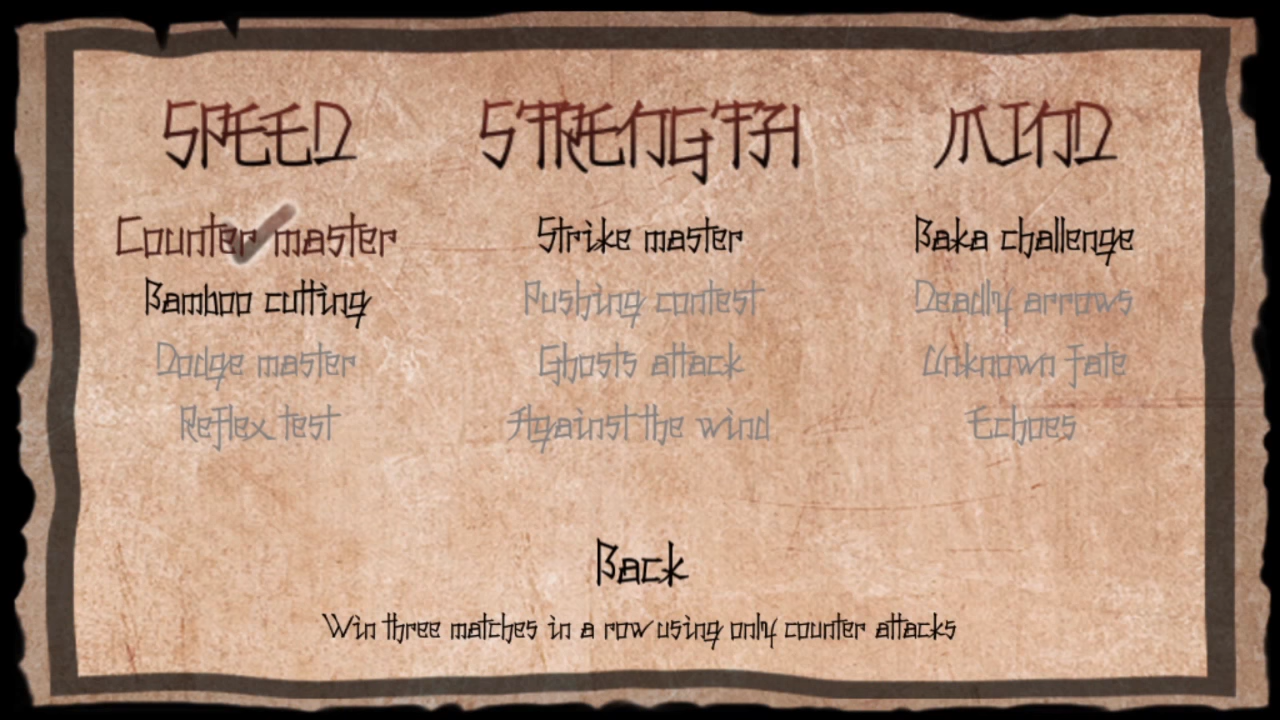 SPEED STRENGTH MIND
Counter master Strike master Baka challenge
Bamboo cutting Pushing contest Deadly arrows
Dodge master Ghosts attack Unknown fate
Reflex test Against the wind Echoes
Back
Win three matches in a row using only counter attacks